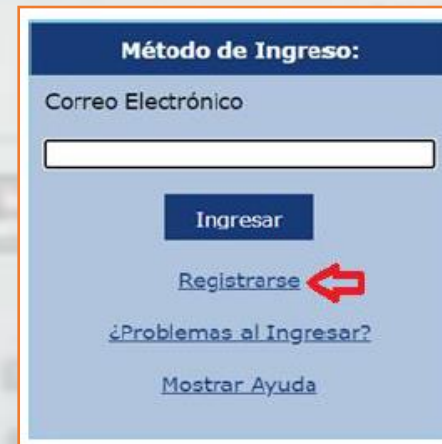 Método de Ingreso:
Correo Electrónico
Ingresar
Registrarse
¿Problemas al Ingresar?
Mostrar Ayuda